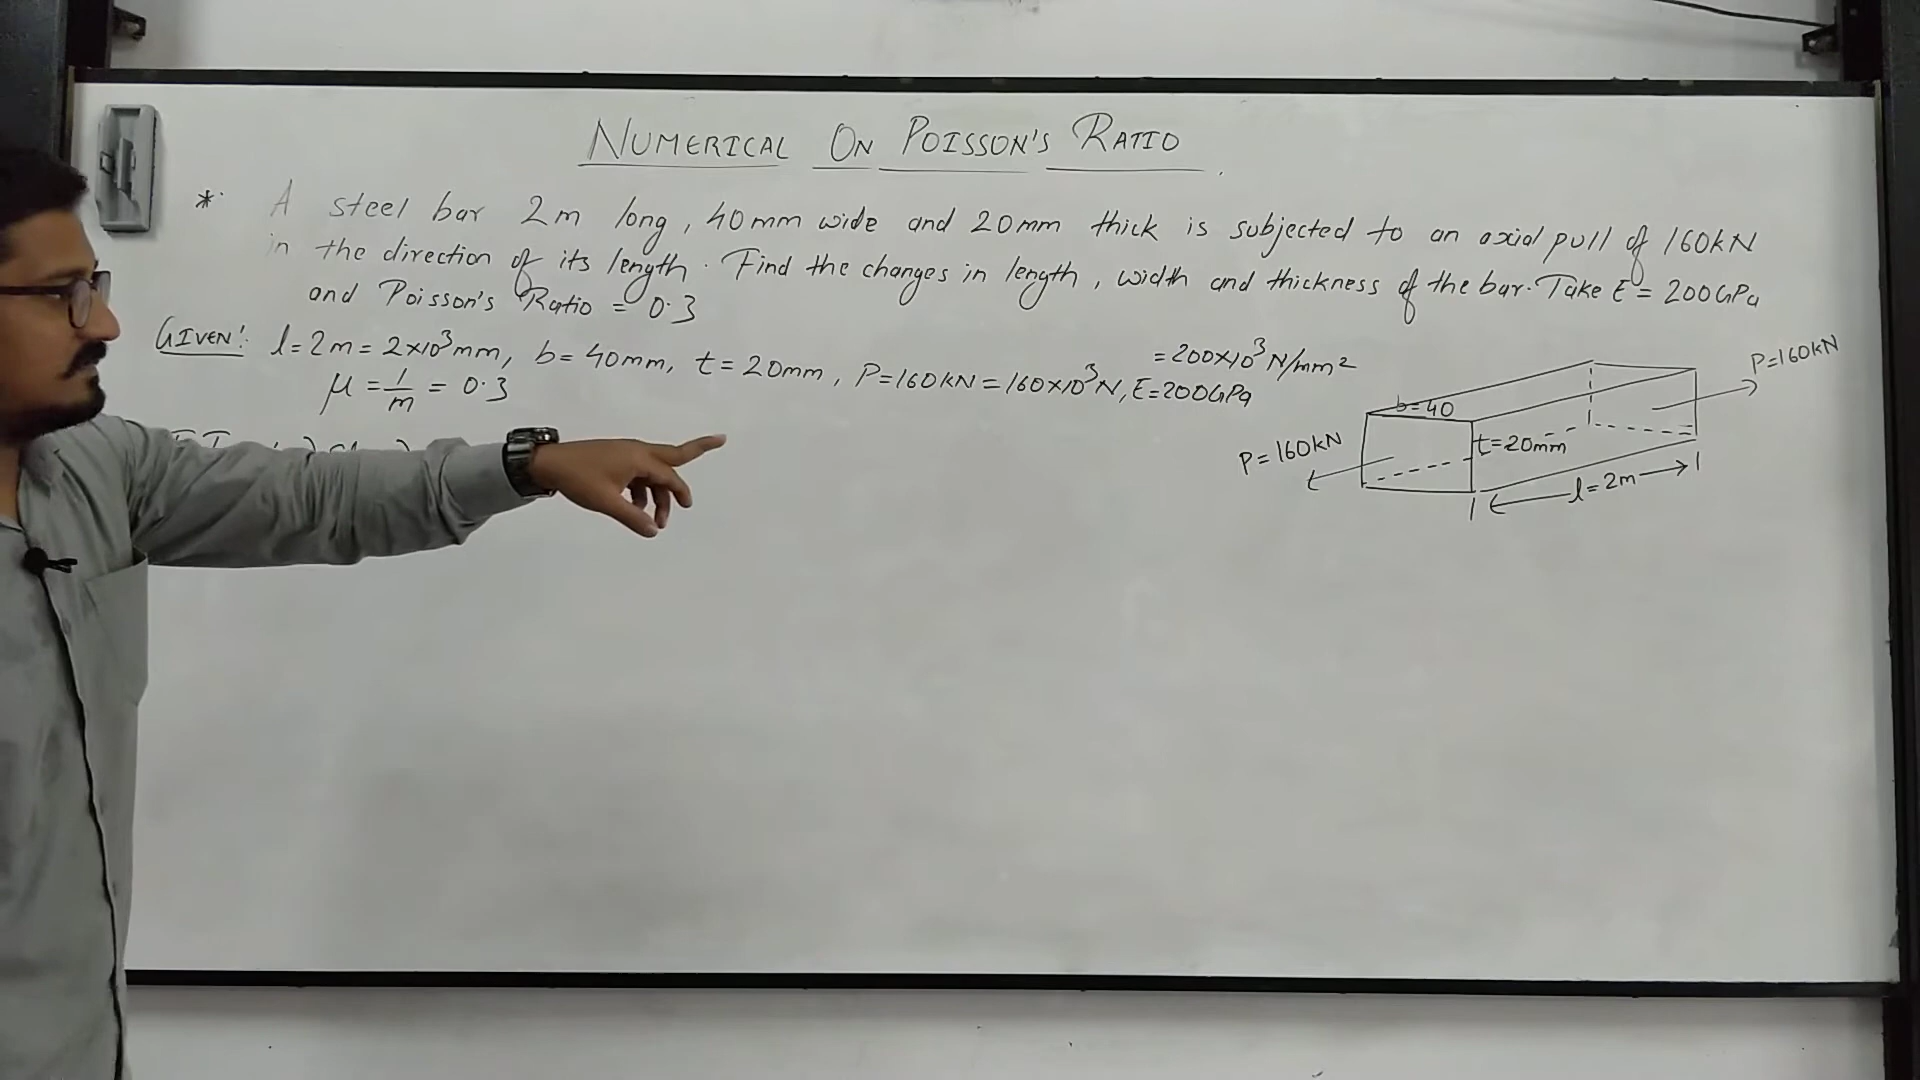 NUMERICAL ON POISSON'S RATIO
* A steel bar 2m long, 40mm wide and 20mm thick is subjected to an axial pull of 160kN
in the direction of its length. Find the changes in length, width and thickness of the bar. Take E = 200GPa
and Poisson's Ratio = 0.3
GIVEN: l=2m=2×10³mm, b=40mm, t=20mm, P=160kN=160×10³N, E=200GPa
=200×10³N/mm²
μ = 1/m = 0.3
P=160kN
b=40
t=20mm
P=160kN
l=2m